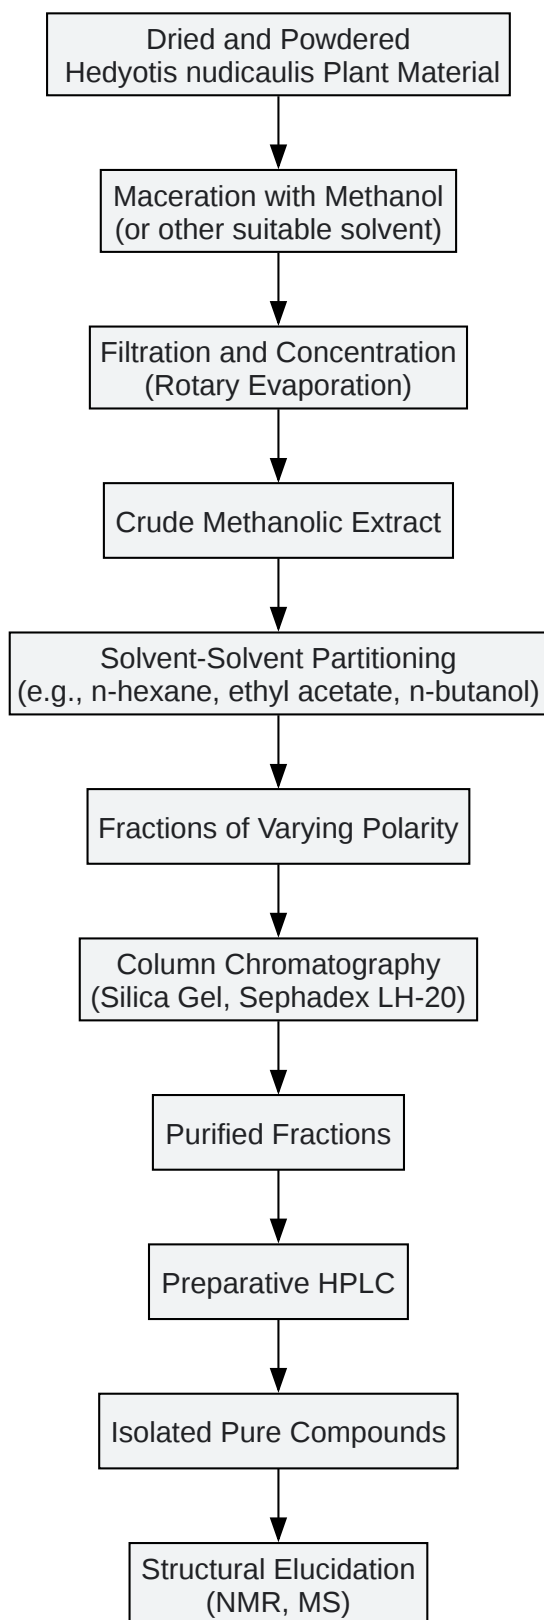 Dried and Powdered
Hedyotis nudicaulis Plant Material
Maceration with Methanol
(or other suitable solvent)
Filtration and Concentration
(Rotary Evaporation)
Crude Methanolic Extract
Solvent-Solvent Partitioning
(e.g., n-hexane, ethyl acetate, n-butanol)
Fractions of Varying Polarity
Column Chromatography
(Silica Gel, Sephadex LH-20)
Purified Fractions
Preparative HPLC
Isolated Pure Compounds
Structural Elucidation
(NMR, MS)